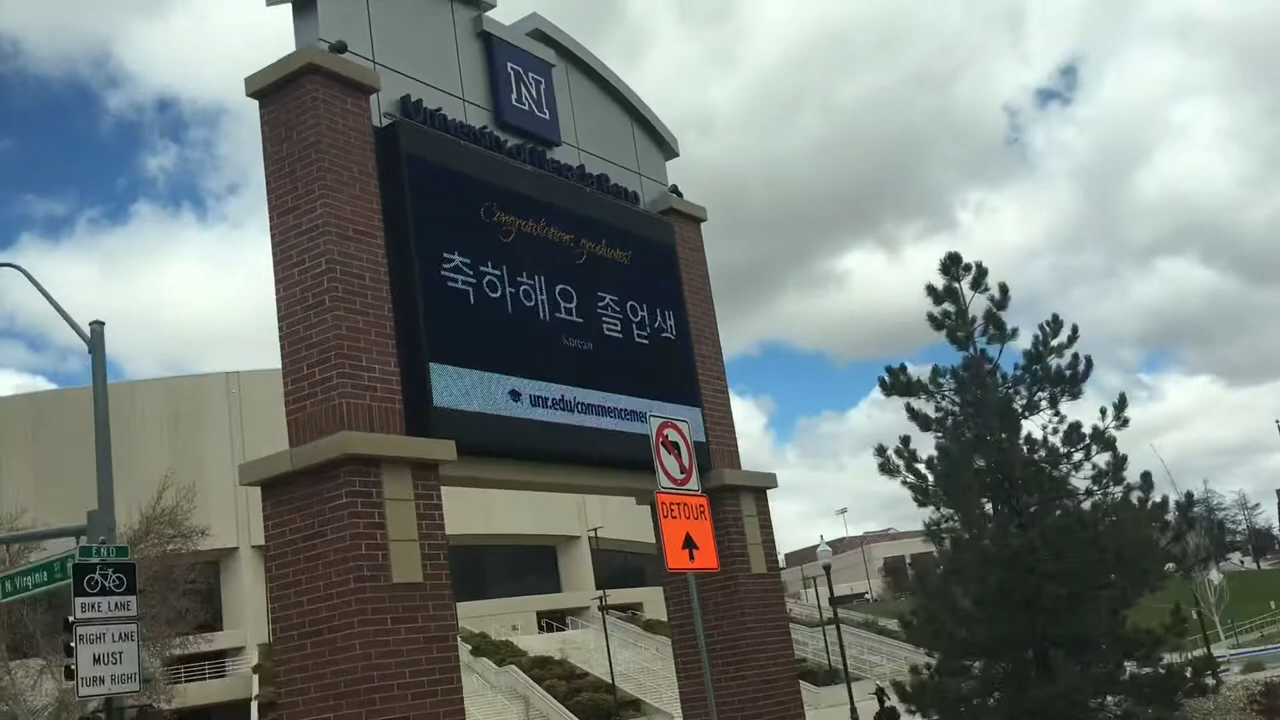 N
University of Nevada, Reno
Congratulations, graduates!
축하해요 졸업생
Korean
unr.edu/commencemen
DETOUR
END
N. Virginia ST
BIKE LANE
RIGHT LANE
MUST
TURN RIGHT